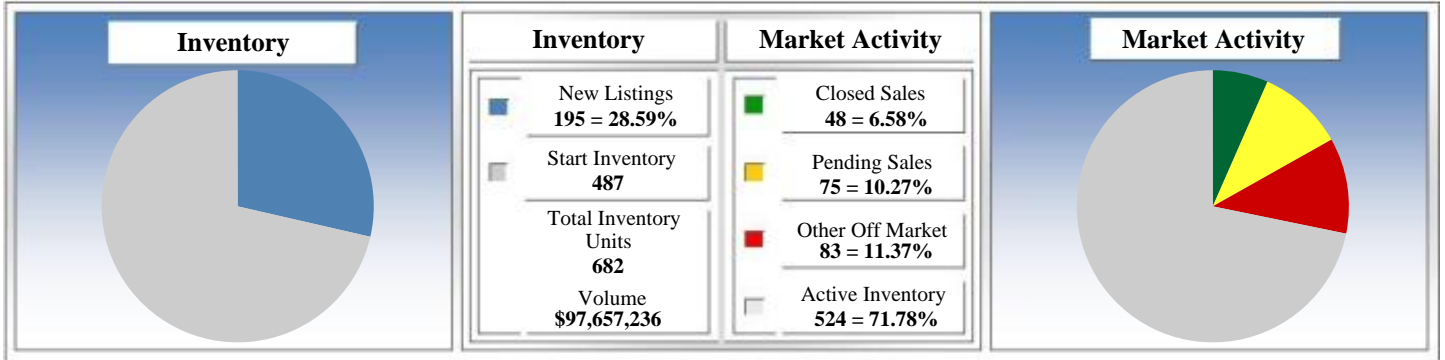 Inventory
Inventory
Market Activity
New Listings
195 = 28.59%
Start Inventory
487
Total Inventory
Units
682
Volume
$97,657,236
Closed Sales
48 = 6.58%
Pending Sales
75 = 10.27%
Other Off Market
83 = 11.37%
Active Inventory
524 = 71.78%
Market Activity